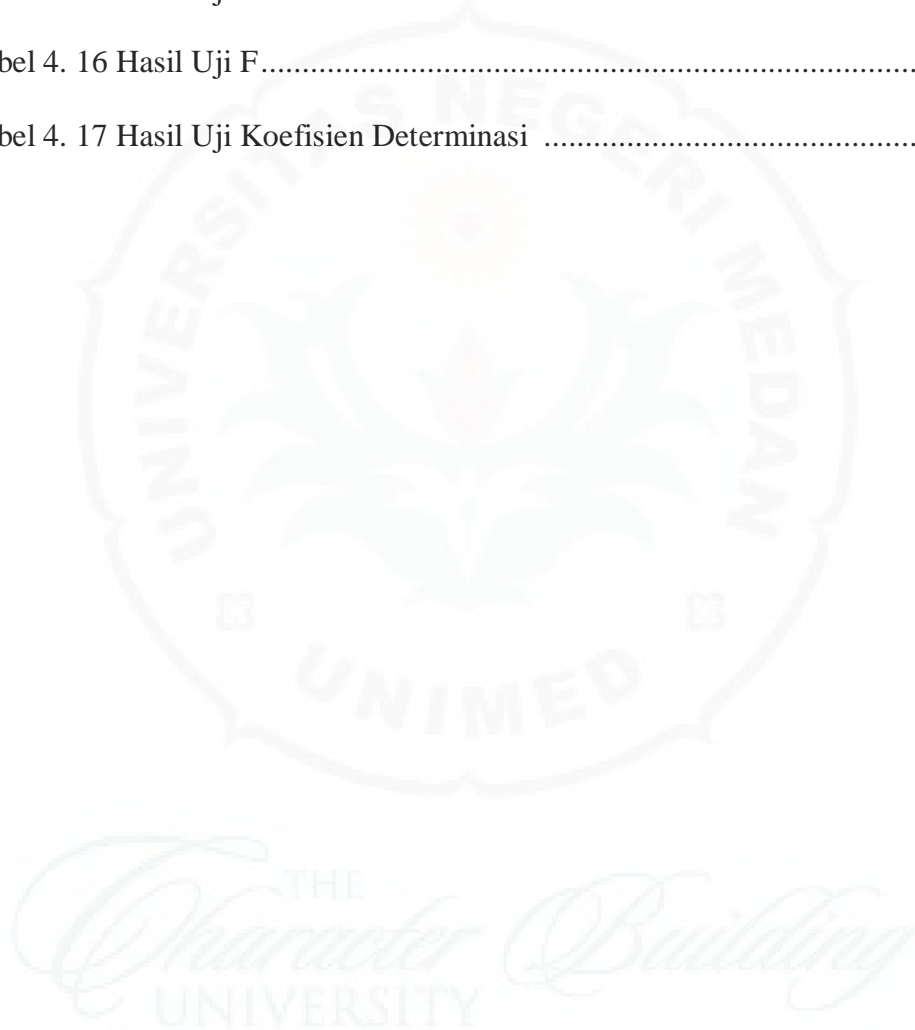 bel 4. 16 Hasil Uji F........................................................................
bel 4. 17 Hasil Uji Koefisien Determinasi .........................................
UNIVERSITAS NEGERI MEDAN
UNIMED
THE
Character Building
UNIVERSITY